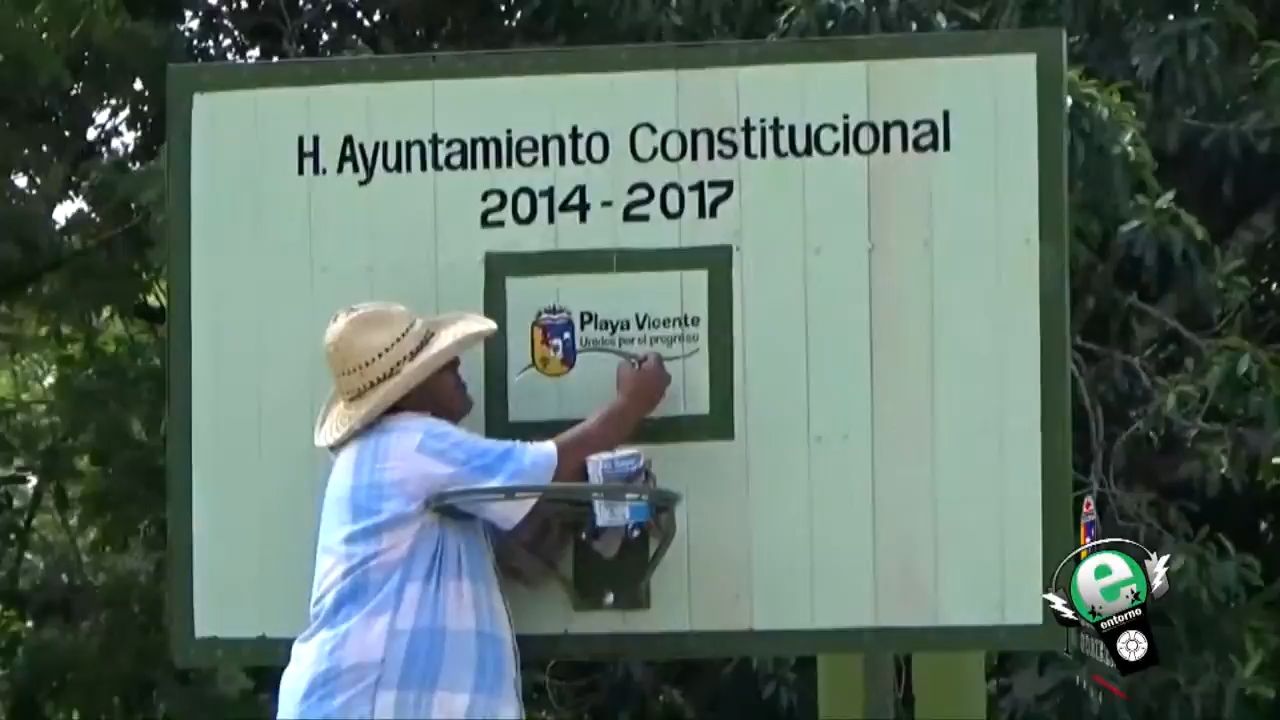 H. Ayuntamiento Constitucional
2014-2017
Playa Vicente
Unidos por el progreso
e
entorno